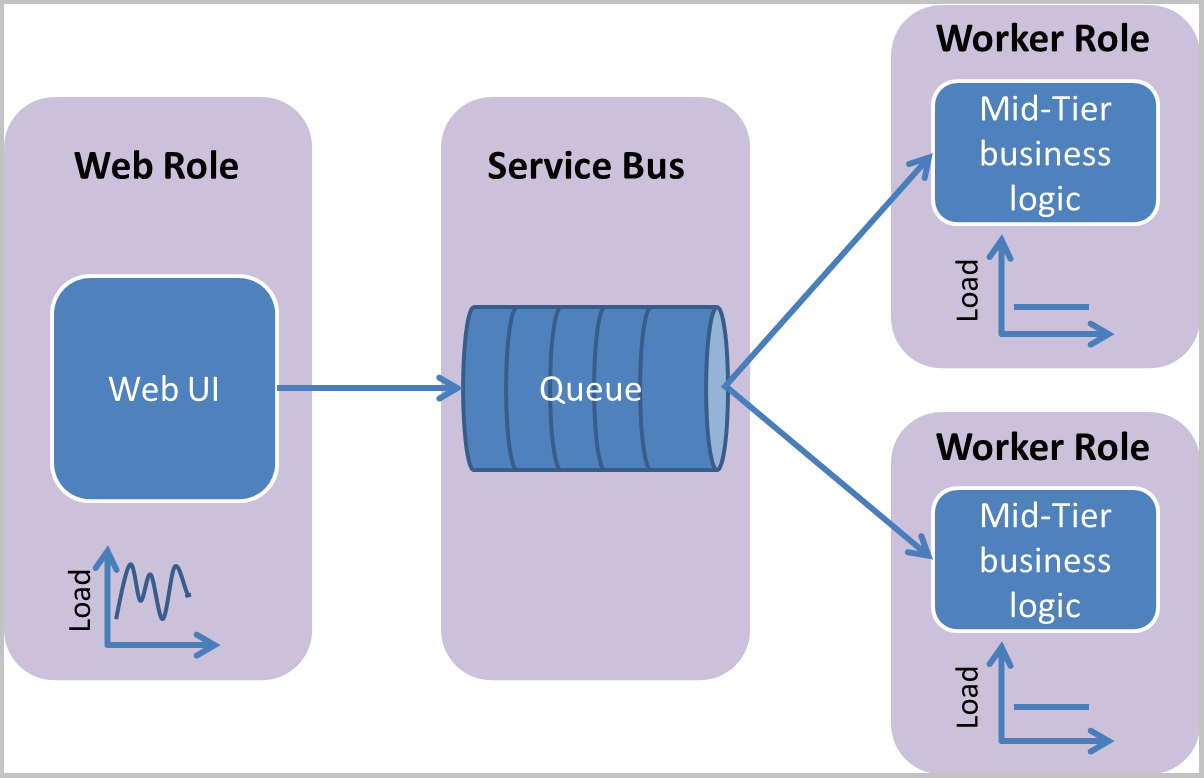 Web Role
Web UI
Load
Service Bus
Queue
Worker Role
Mid-Tier
business
logic
Load
Worker Role
Mid-Tier
business
logic
Load